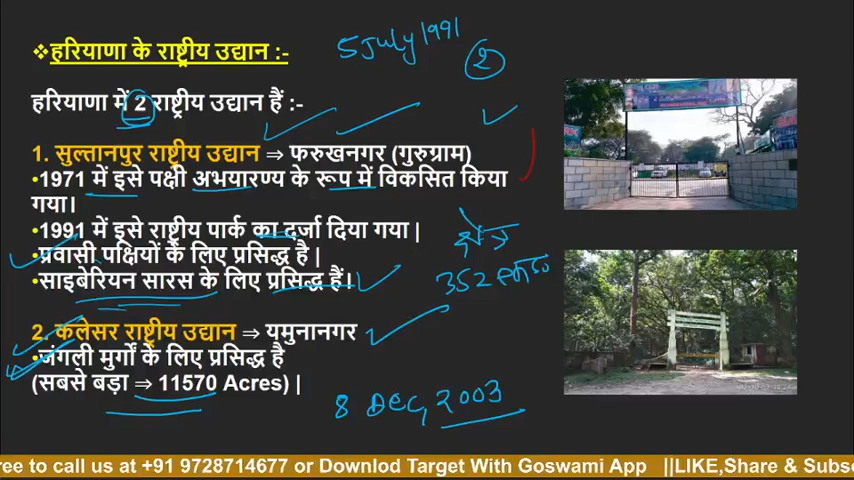 ❖हरियाणा के राष्ट्रीय उद्यान :-
5 July 1991
2
हरियाणा में 2 राष्ट्रीय उद्यान हैं :-
1. सुल्तानपुर राष्ट्रीय उद्यान ⇒ फरुखनगर (गुरुग्राम)
•1971 में इसे पक्षी अभयारण्य के रूप में विकसित किया
गया।
•1991 में इसे राष्ट्रीय पार्क का दर्जा दिया गया |
•प्रवासी पक्षियों के लिए प्रसिद्ध है |
•साइबेरियन सारस के लिए प्रसिद्ध हैं।
352
2. कलेसर राष्ट्रीय उद्यान ⇒ यमुनानगर
•जंगली मुर्गों के लिए प्रसिद्ध है
(सबसे बड़ा ⇒ 11570 Acres) |
8 DEC, 2003
ree to call us at +91 9728714677 or Downlod Target With Goswami App ||LIKE,Share & Subs